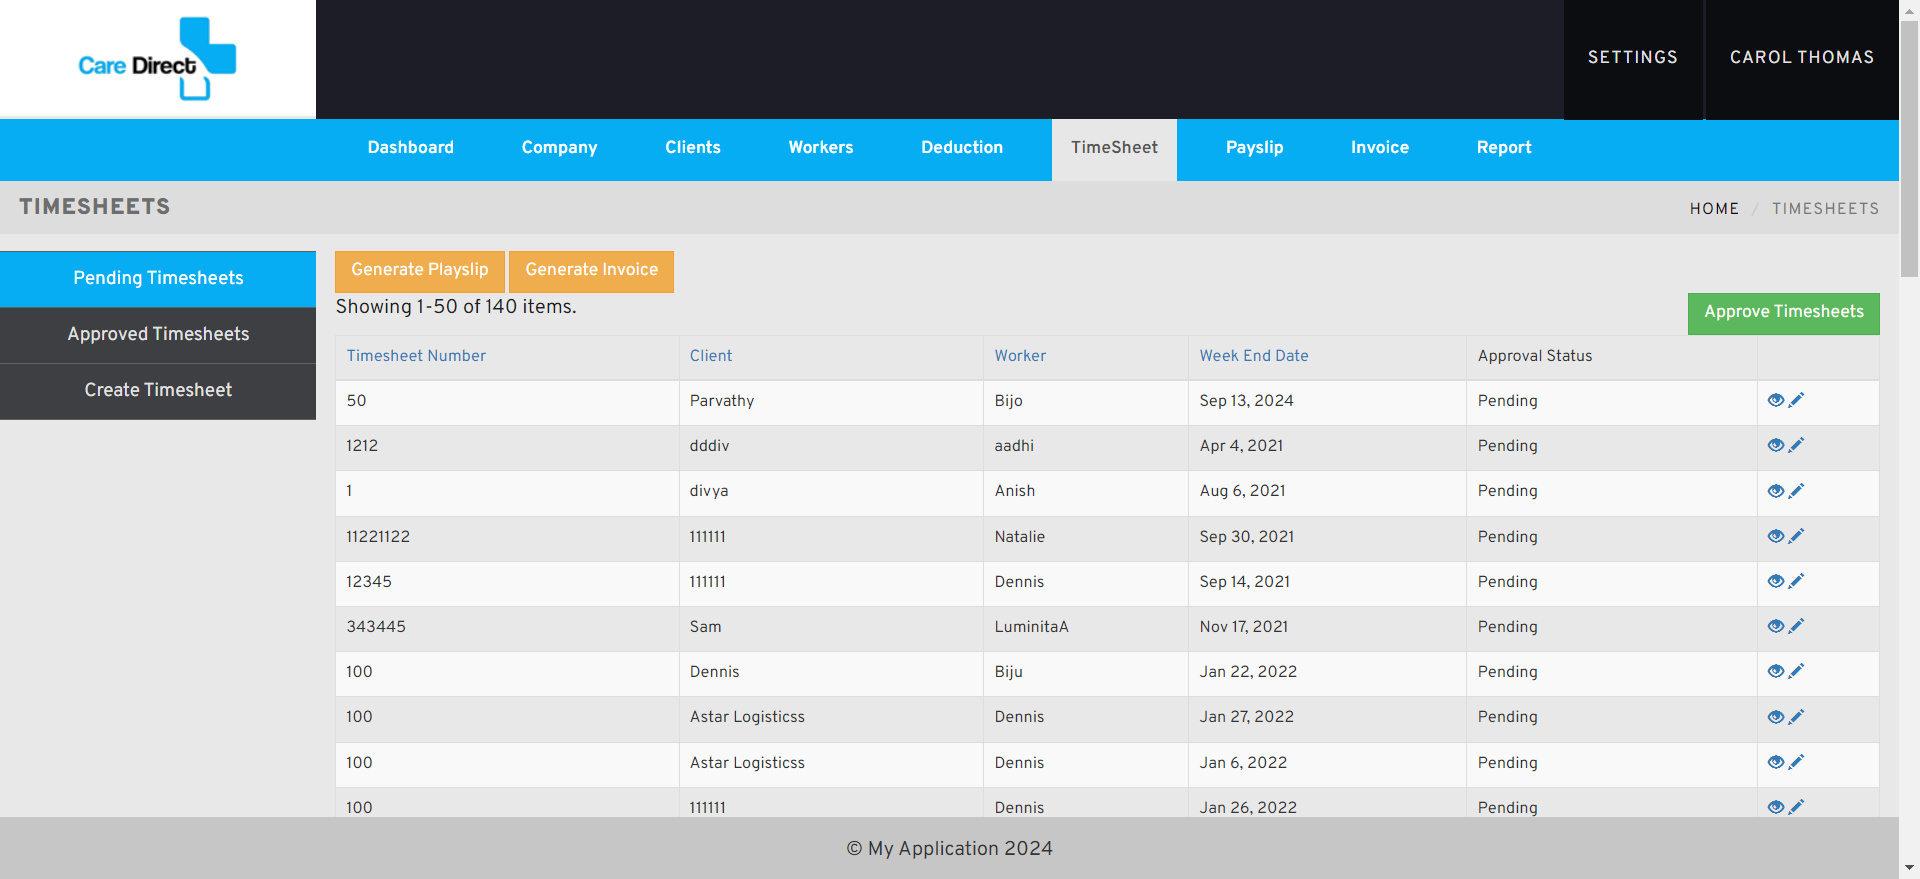 Care Direct
SETTINGS
CAROL THOMAS
Dashboard Company Clients Workers Deduction TimeSheet Payslip Invoice Report
TIMESHEETS
HOME / TIMESHEETS
Pending Timesheets
Approved Timesheets
Create Timesheet
Generate Playslip Generate Invoice
Showing 1-50 of 140 items.
Approve Timesheets
Timesheet Number Client Worker Week End Date Approval Status
50 Parvathy Bijo Sep 13, 2024 Pending
1212 dddiv aadhi Apr 4, 2021 Pending
1 divya Anish Aug 6, 2021 Pending
11221122 111111 Natalie Sep 30, 2021 Pending
12345 111111 Dennis Sep 14, 2021 Pending
343445 Sam LuminitaA Nov 17, 2021 Pending
100 Dennis Biju Jan 22, 2022 Pending
100 Astar Logisticss Dennis Jan 27, 2022 Pending
100 Astar Logisticss Dennis Jan 6, 2022 Pending
100 111111 Dennis Jan 26, 2022 Pending
© My Application 2024